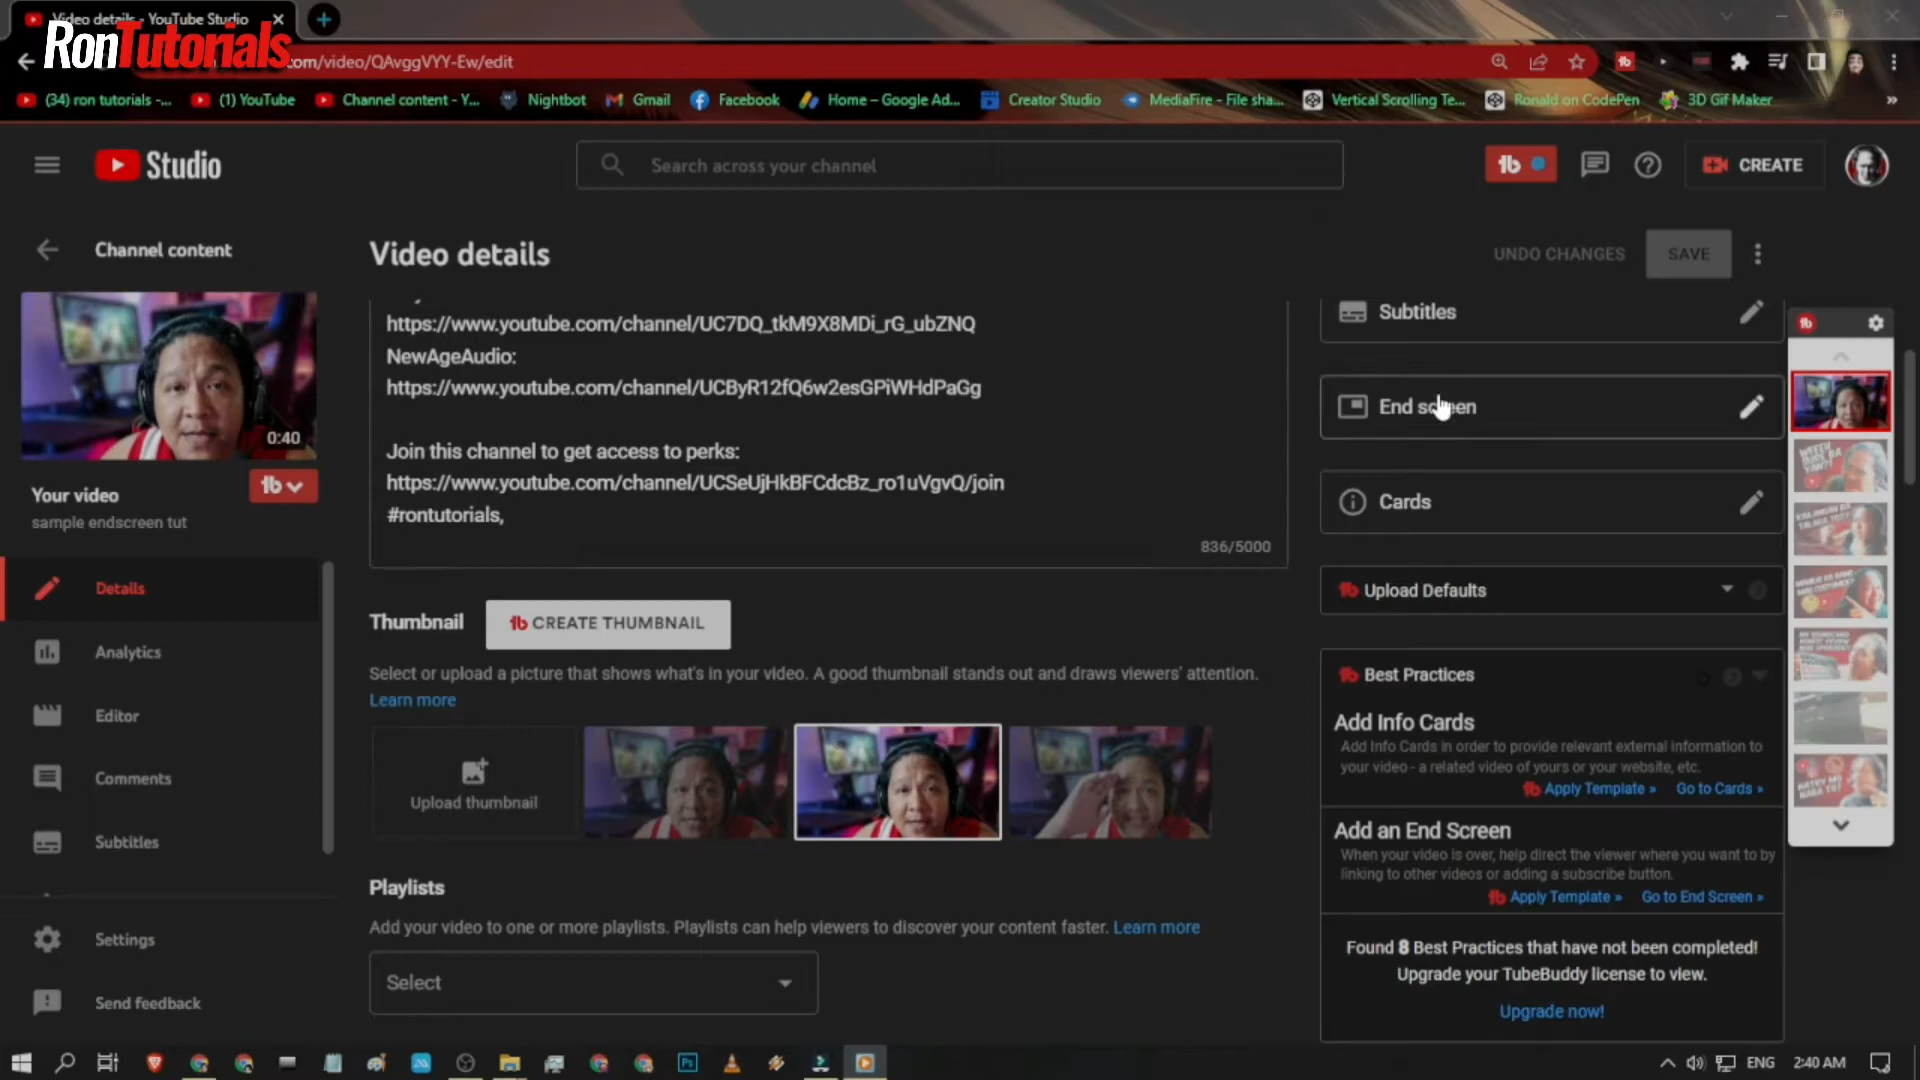 Video details - YouTube Studio
RonTutorials
com/video/QAvggVYY-Ew/edit
(34) ron tutorials -...
(1) YouTube
Channel content - Y...
Nightbot
Gmail
Facebook
Home – Google Ad...
Creator Studio
MediaFire - File sha...
Vertical Scrolling Te...
Ronald on CodePen
3D Gif Maker
Studio
Search across your channel
CREATE
Channel content
Video details
UNDO CHANGES
SAVE
0:40
Your video
sample endscreen tut
Details
Analytics
Editor
Comments
Subtitles
Settings
Send feedback
https://www.youtube.com/channel/UC7DQ_tkM9X8MDi_rG_ubZNQ
NewAgeAudio:
https://www.youtube.com/channel/UCByR12fQ6w2esGPiWHdPaGg
Join this channel to get access to perks:
https://www.youtube.com/channel/UCSeUjHkBFCdcBz_ro1uVgvQ/join
#rontutorials,
836/5000
Thumbnail
CREATE THUMBNAIL
Select or upload a picture that shows what's in your video. A good thumbnail stands out and draws viewers' attention.
Learn more
Upload thumbnail
Playlists
Add your video to one or more playlists. Playlists can help viewers to discover your content faster. Learn more
Select
Subtitles
End screen
Cards
Upload Defaults
Best Practices
Add Info Cards
Add Info Cards in order to provide relevant external information to
your video - a related video of yours or your website, etc.
Apply Template »
Go to Cards »
Add an End Screen
When your video is over, help direct the viewer where you want to by
linking to other videos or adding a subscribe button.
Apply Template »
Go to End Screen »
Found 8 Best Practices that have not been completed!
Upgrade your TubeBuddy license to view.
Upgrade now!
ENG
2:40 AM